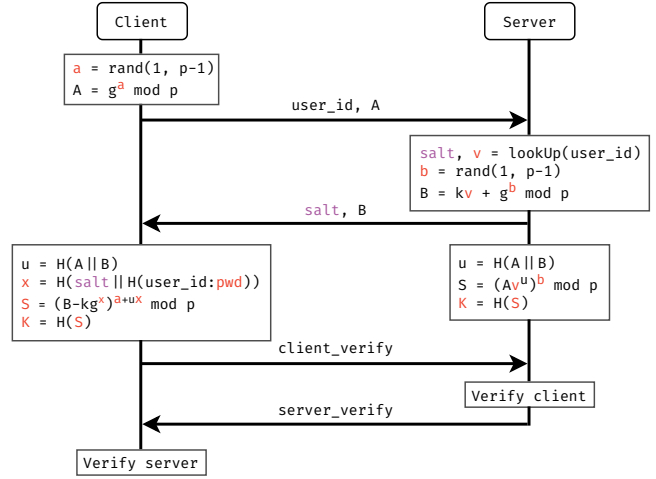 Client
Server
a = rand(1, p-1)
A = g^a mod p
user_id, A
salt, v = lookUp(user_id)
b = rand(1, p-1)
B = kv + g^b mod p
salt, B
u = H(A||B)
x = H(salt||H(user_id:pwd))
S = (B-kg^x)^a+ux mod p
K = H(S)
u = H(A||B)
S = (Av^u)^b mod p
K = H(S)
client_verify
Verify client
server_verify
Verify server